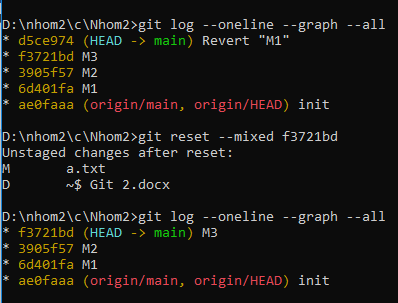 D:\nhom2\c\Nhom2>git log --oneline --graph --all
* d5ce974 (HEAD -> main) Revert "M1"
* f3721bd M3
* 3905f57 M2
* 6d401fa M1
* ae0faaa (origin/main, origin/HEAD) init
D:\nhom2\c\Nhom2>git reset --mixed f3721bd
Unstaged changes after reset:
M       a.txt
D       ~$ Git 2.docx
D:\nhom2\c\Nhom2>git log --oneline --graph --all
* f3721bd (HEAD -> main) M3
* 3905f57 M2
* 6d401fa M1
* ae0faaa (origin/main, origin/HEAD) init